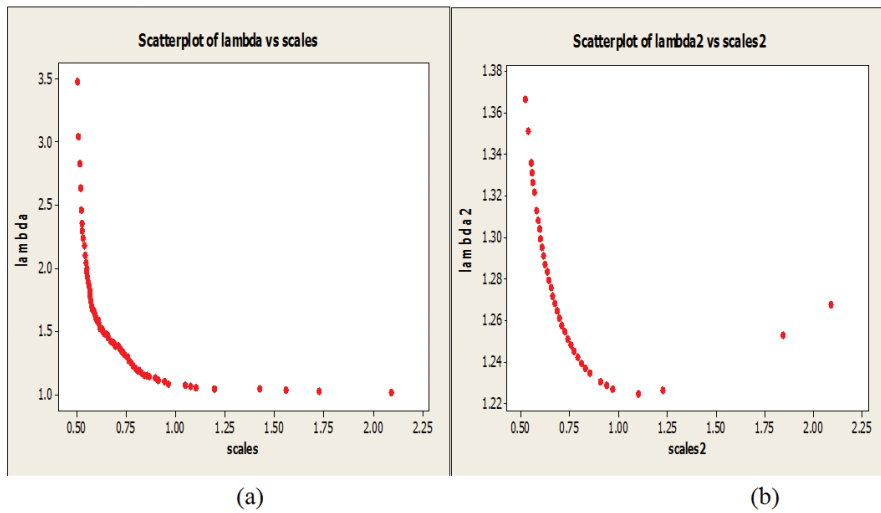 Scatterplot of lambda vs scales
3.5
3.0
2.5
2.0
1.5
1.0
lambda
0.50 0.75 1.00 1.25 1.50 1.75 2.00 2.25
scales
(a)
Scatterplot of lambda2 vs scales2
1.38
1.36
1.34
1.32
1.30
1.28
1.26
1.24
1.22
lambda 2
0.50 0.75 1.00 1.25 1.50 1.75 2.00 2.25
scales2
(b)